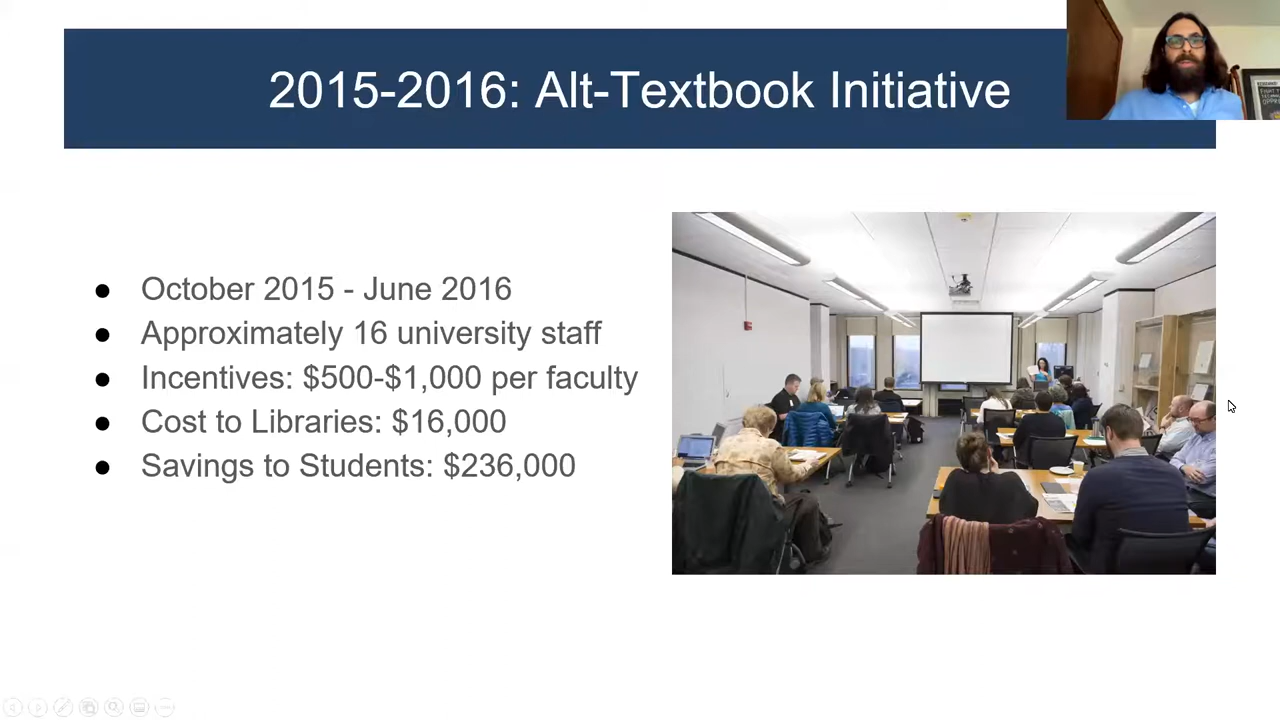 2015-2016: Alt-Textbook Initiative
● October 2015 - June 2016
● Approximately 16 university staff
● Incentives: $500-$1,000 per faculty
● Cost to Libraries: $16,000
● Savings to Students: $236,000